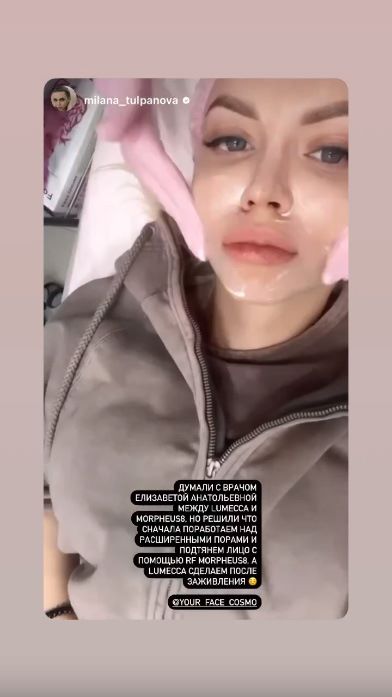 milana_tulpanova
ДУМАЛИ С ВРАЧОМ
ЕЛИЗАВЕТОЙ АНАТОЛЬЕВНОЙ
МЕЖДУ LUMECCA И
MORPHEUS8, НО РЕШИЛИ ЧТО
СНАЧАЛА ПОРАБОТАЕМ НАД
РАСШИРЕННЫМИ ПОРАМИ И
ПОДТЯНЕМ ЛИЦО С
ПОМОЩЬЮ RF MORPHEUS8. А
LUMECCA СДЕЛАЕМ ПОСЛЕ
ЗАЖИВЛЕНИЯ
@YOUR_FACE_COSMO